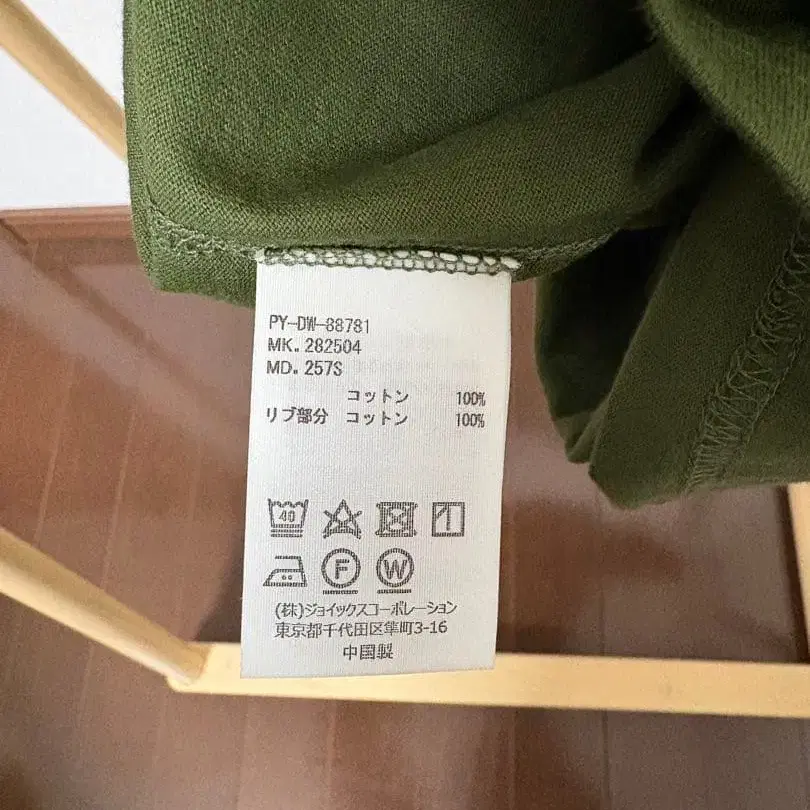 PY-DW-88781
MK. 282504
MD. 257S
コットン 100%
リブ部分 コットン 100%
40
F W
(株)ジョイックスコーポレーション
東京都千代田区隼町3-16
中国製